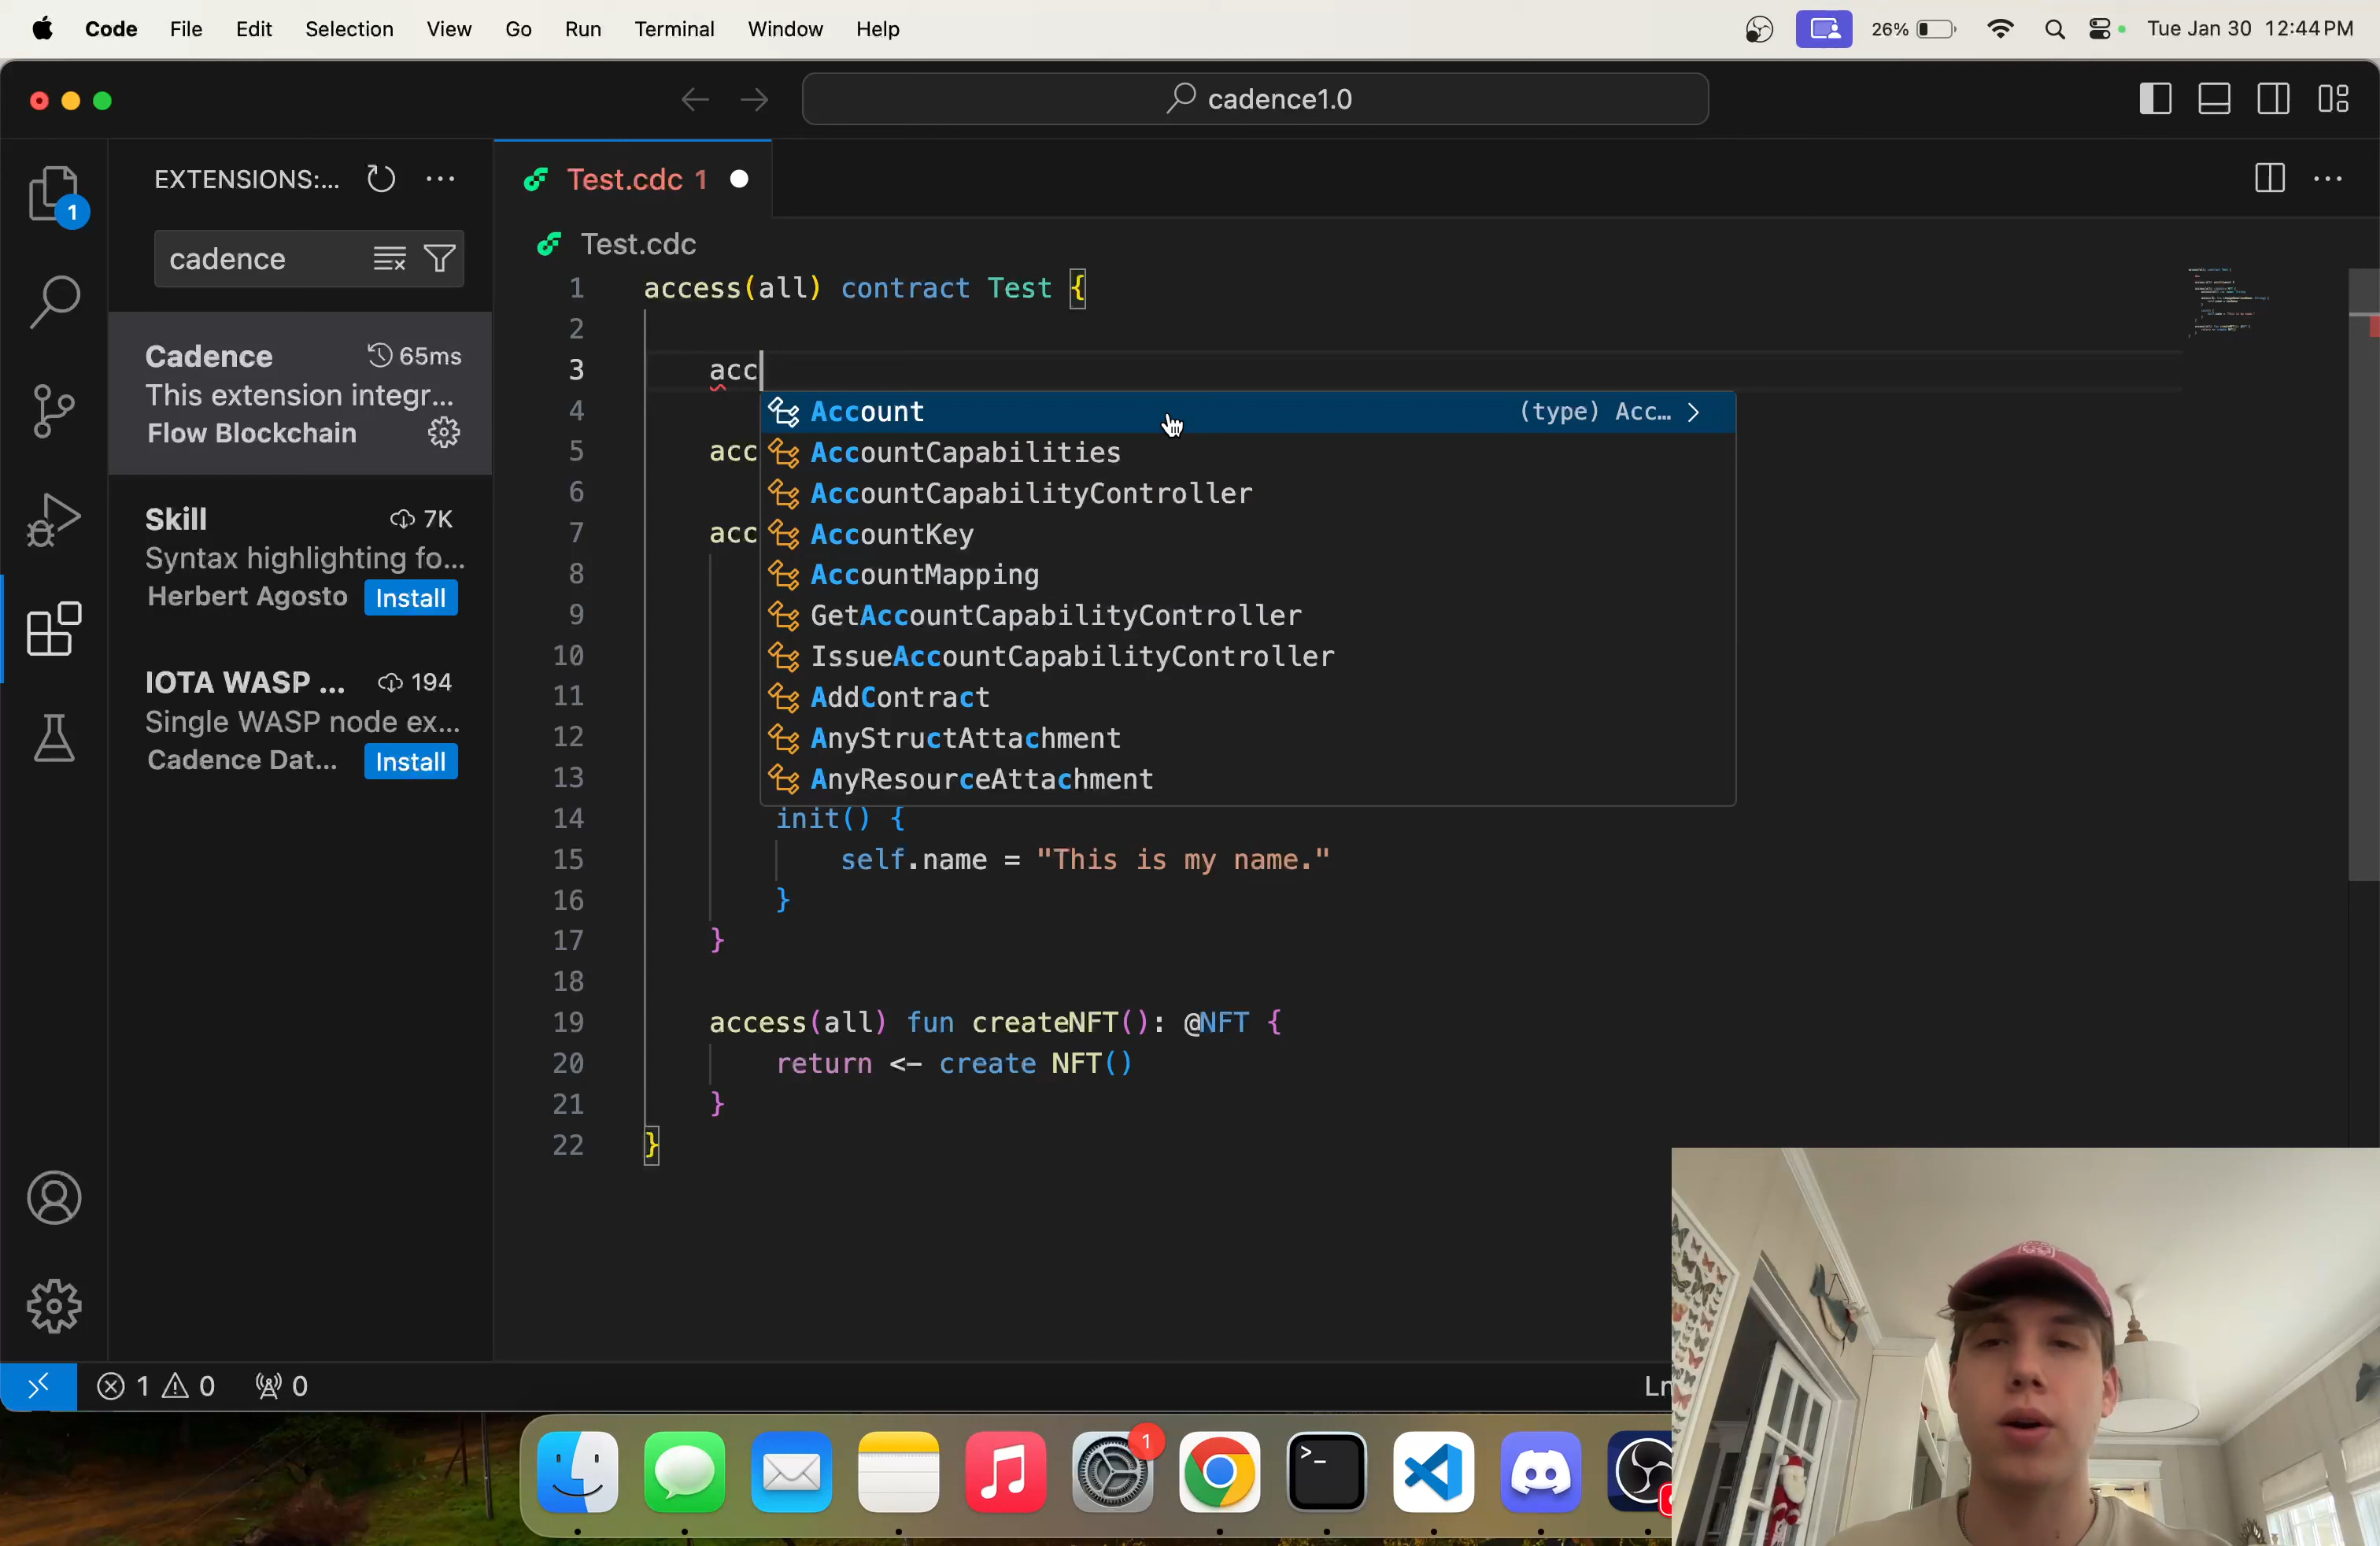 Code File Edit Selection View Go Run Terminal Window Help 26% Tue Jan 30 12:44 PM
cadence1.0
EXTENSIONS:...
Test.cdc 1
cadence
Test.cdc
Cadence 65ms
This extension integr...
Flow Blockchain
Skill 7K
Syntax highlighting fo...
Herbert Agosto Install
IOTA WASP ... 194
Single WASP node ex...
Cadence Dat... Install
1
1 access(all) contract Test {
2
3 acc
Account (type) Acc...
4
AccountCapabilities
5 acc
AccountCapabilityController
6
AccountKey
7 acc
AccountMapping
8
GetAccountCapabilityController
9
IssueAccountCapabilityController
10
AddContract
11
AnyStructAttachment
12
AnyResourceAttachment
13
14 init() {
15 self.name = "This is my name."
16 }
17 }
18
19 access(all) fun createNFT(): @NFT {
20 return <- create NFT()
21 }
22 }
1 0 0
Ln
1